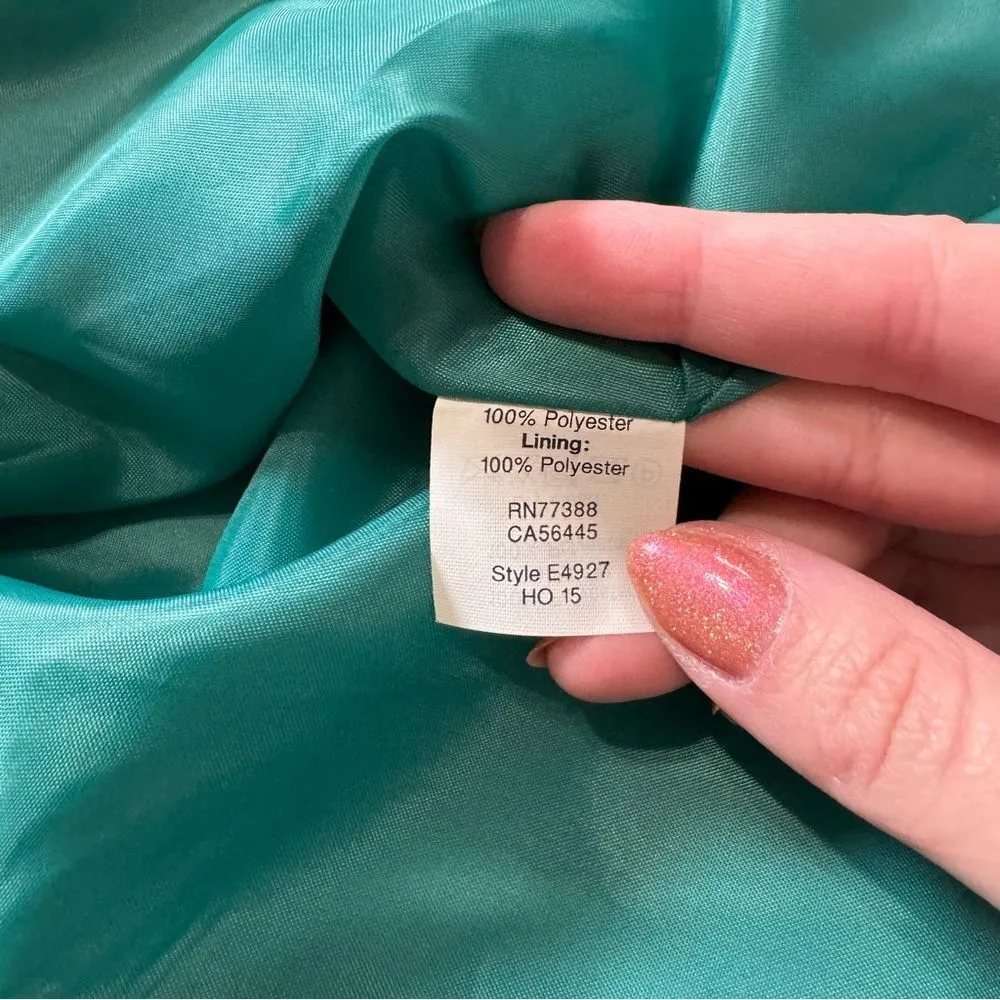 100% Polyester
Lining:
100% Polyester
RN77388
CA56445
Style E4927
HO 15